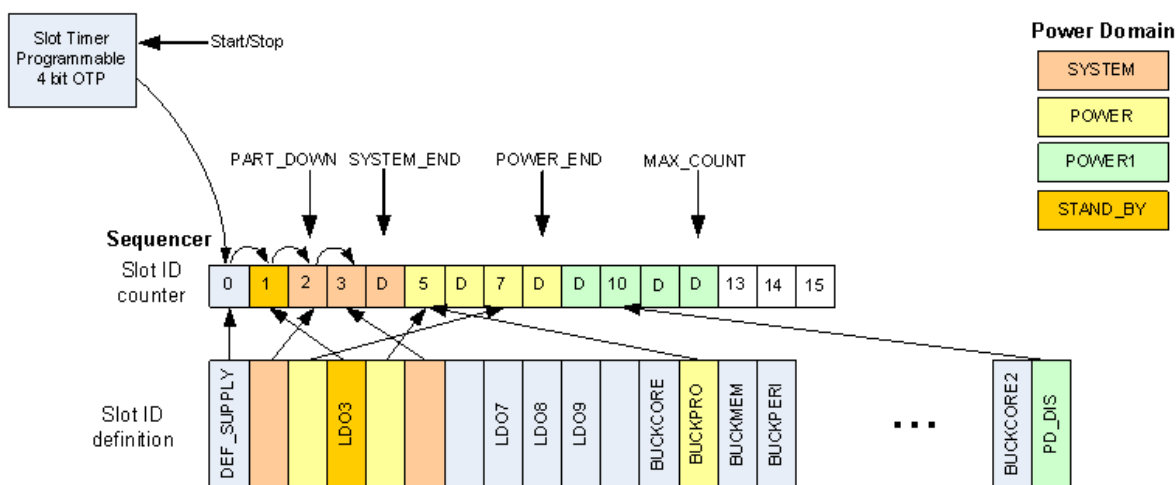 Slot Timer
Programmable
4 bit OTP
Start/Stop
Power Domain
SYSTEM
POWER
POWER1
STAND_BY
PART_DOWN SYSTEM_END POWER_END MAX_COUNT
Sequencer
Slot ID
counter
0 1 2 3 D 5 D 7 D D 10 D D 13 14 15
Slot ID
definition
DEF_SUPPLY
LDO3
LDO7
LDO8
LDO9
BUCKCORE
BUCKPRO
BUCKMEM
BUCKPERI
...
BUCKCORE2
PD_DIS